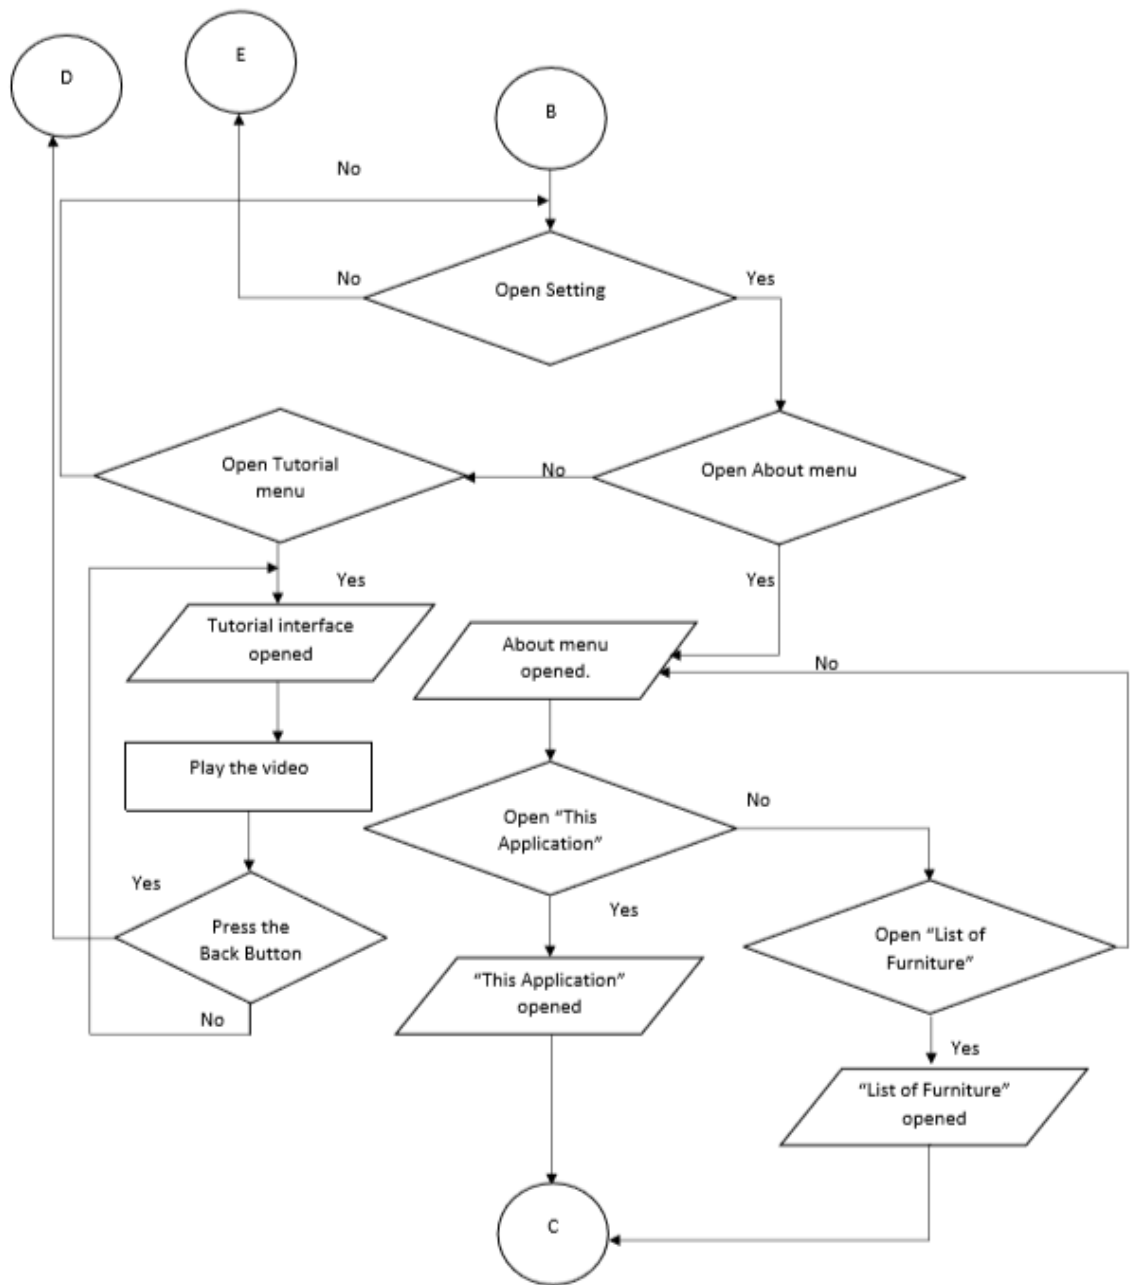 E
D
B
No
No
Open Setting
Yes
Open Tutorial
menu
No
Open About menu
Yes
Yes
Tutorial interface
opened
About menu
opened.
No
Play the video
Open “This
Application”
No
Yes
Press the
Back Button
Yes
Open “List of
Furniture”
“This Application”
opened
No
Yes
“List of Furniture”
opened
C